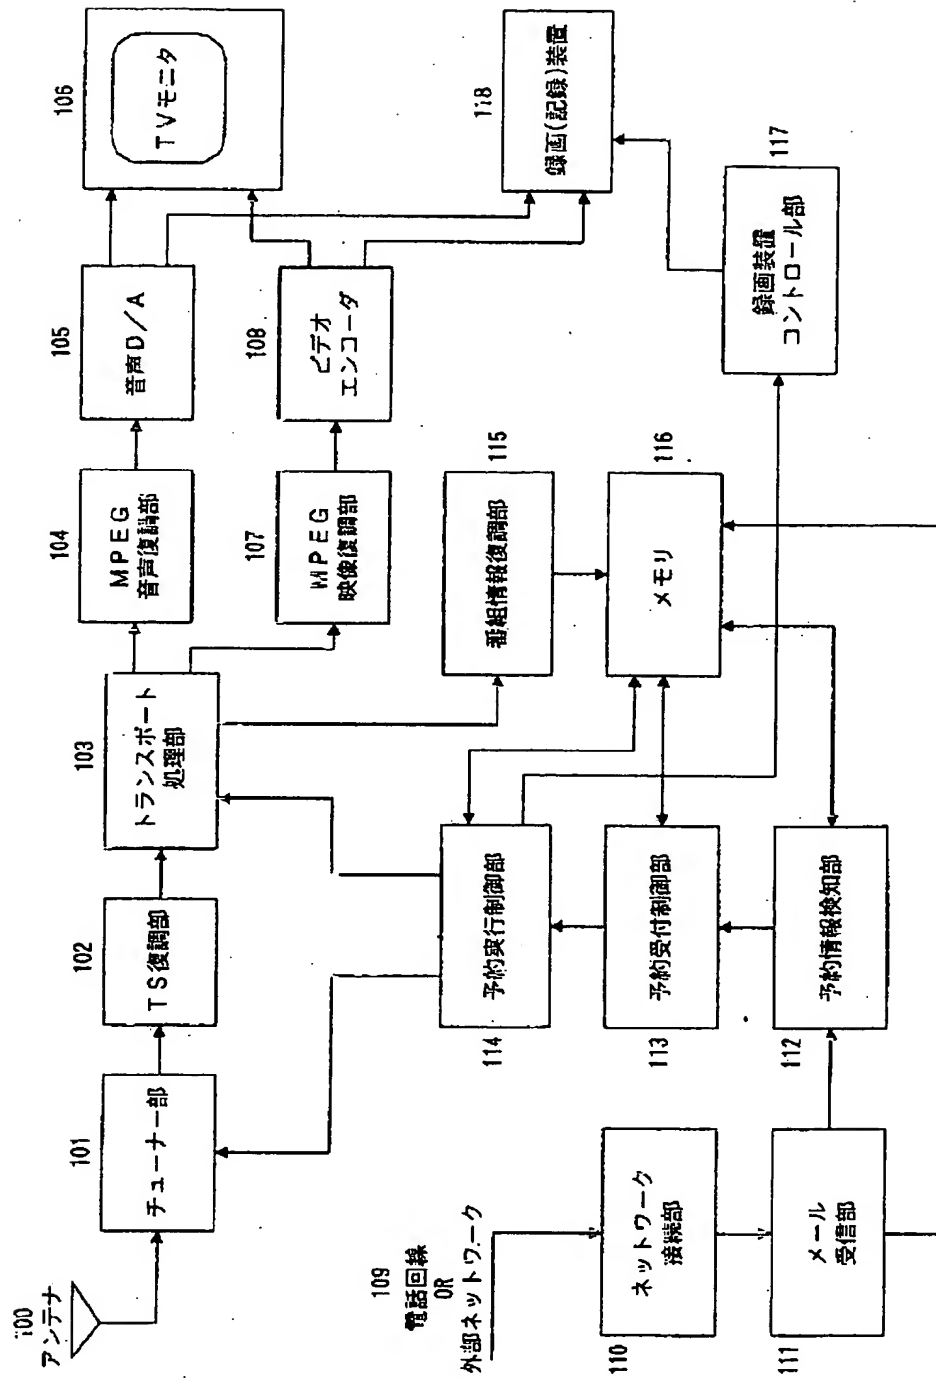 100
アンテナ
101
チューナー部
102
TS復調部
103
トランスポート
処理部
104
MPEG
音声復調部
105
音声D/A
106
TVモニタ
107
MPEG
映像復調部
108
ビデオ
エンコーダ
109
電話回線
OR
外部ネットワーク
110
ネットワーク
接続部
111
メール
受信部
112
予約情報検知部
113
予約受付制御部
114
予約実行制御部
115
番組情報復調部
116
メモリ
117
録画装置
コントロール部
118
録画(記録)装置